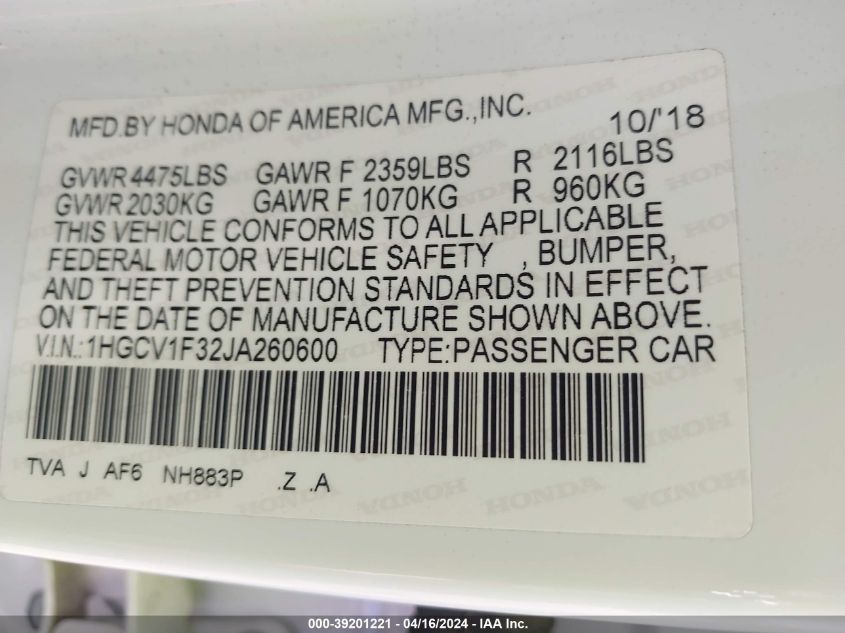 MFD.BY HONDA OF AMERICA MFG.,INC. 10/'18
GVWR 4475LBS GAWR F 2359LBS R 2116LBS
GVWR 2030KG GAWR F 1070KG R 960KG
THIS VEHICLE CONFORMS TO ALL APPLICABLE
FEDERAL MOTOR VEHICLE SAFETY , BUMPER,
AND THEFT PREVENTION STANDARDS IN EFFECT
ON THE DATE OF MANUFACTURE SHOWN ABOVE.
V.I.N.:1HGCV1F32JA260600 TYPE:PASSENGER CAR
TVA J AF6 NH883P .Z .A
000-39201221 - 04/16/2024 - IAA Inc.